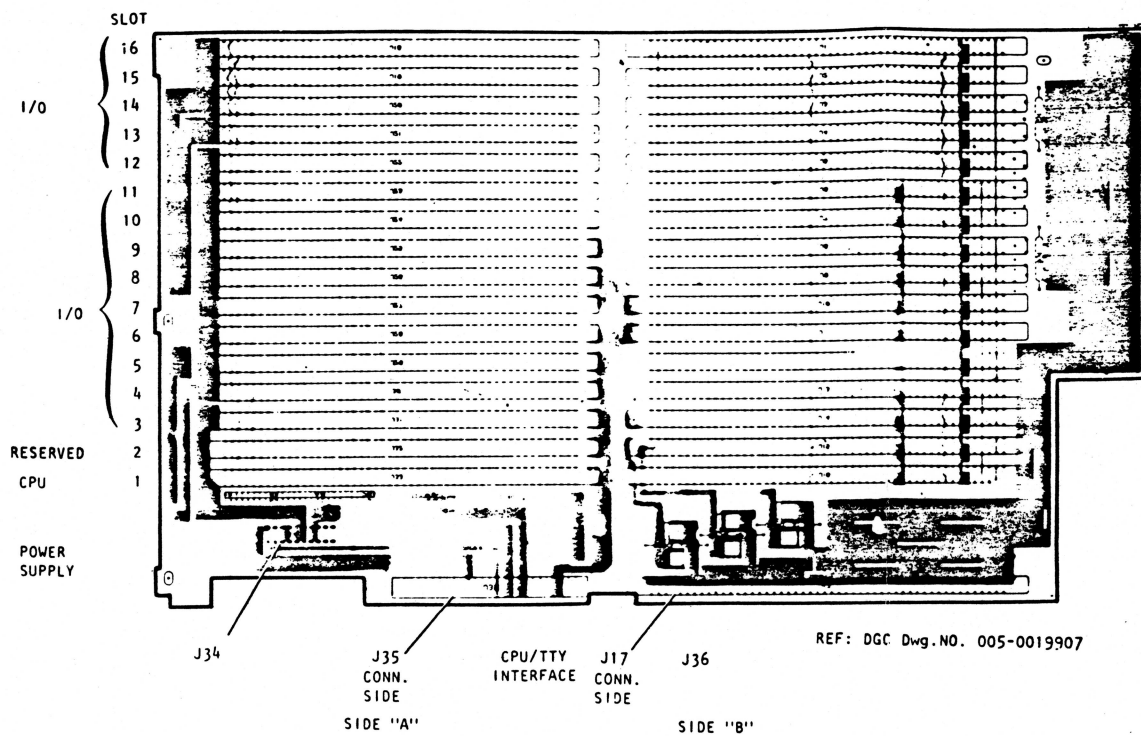 SLOT
16
15
I/O
14
13
12
11
10
9
8
I/O
7
6
5
4
3
RESERVED
2
CPU
1
POWER
SUPPLY
J34
J35
CONN.
SIDE
CPU/TTY
INTERFACE
J17
CONN.
SIDE
J36
REF: DGC Dwg.NO. 005-0019907
SIDE "A"
SIDE "B"